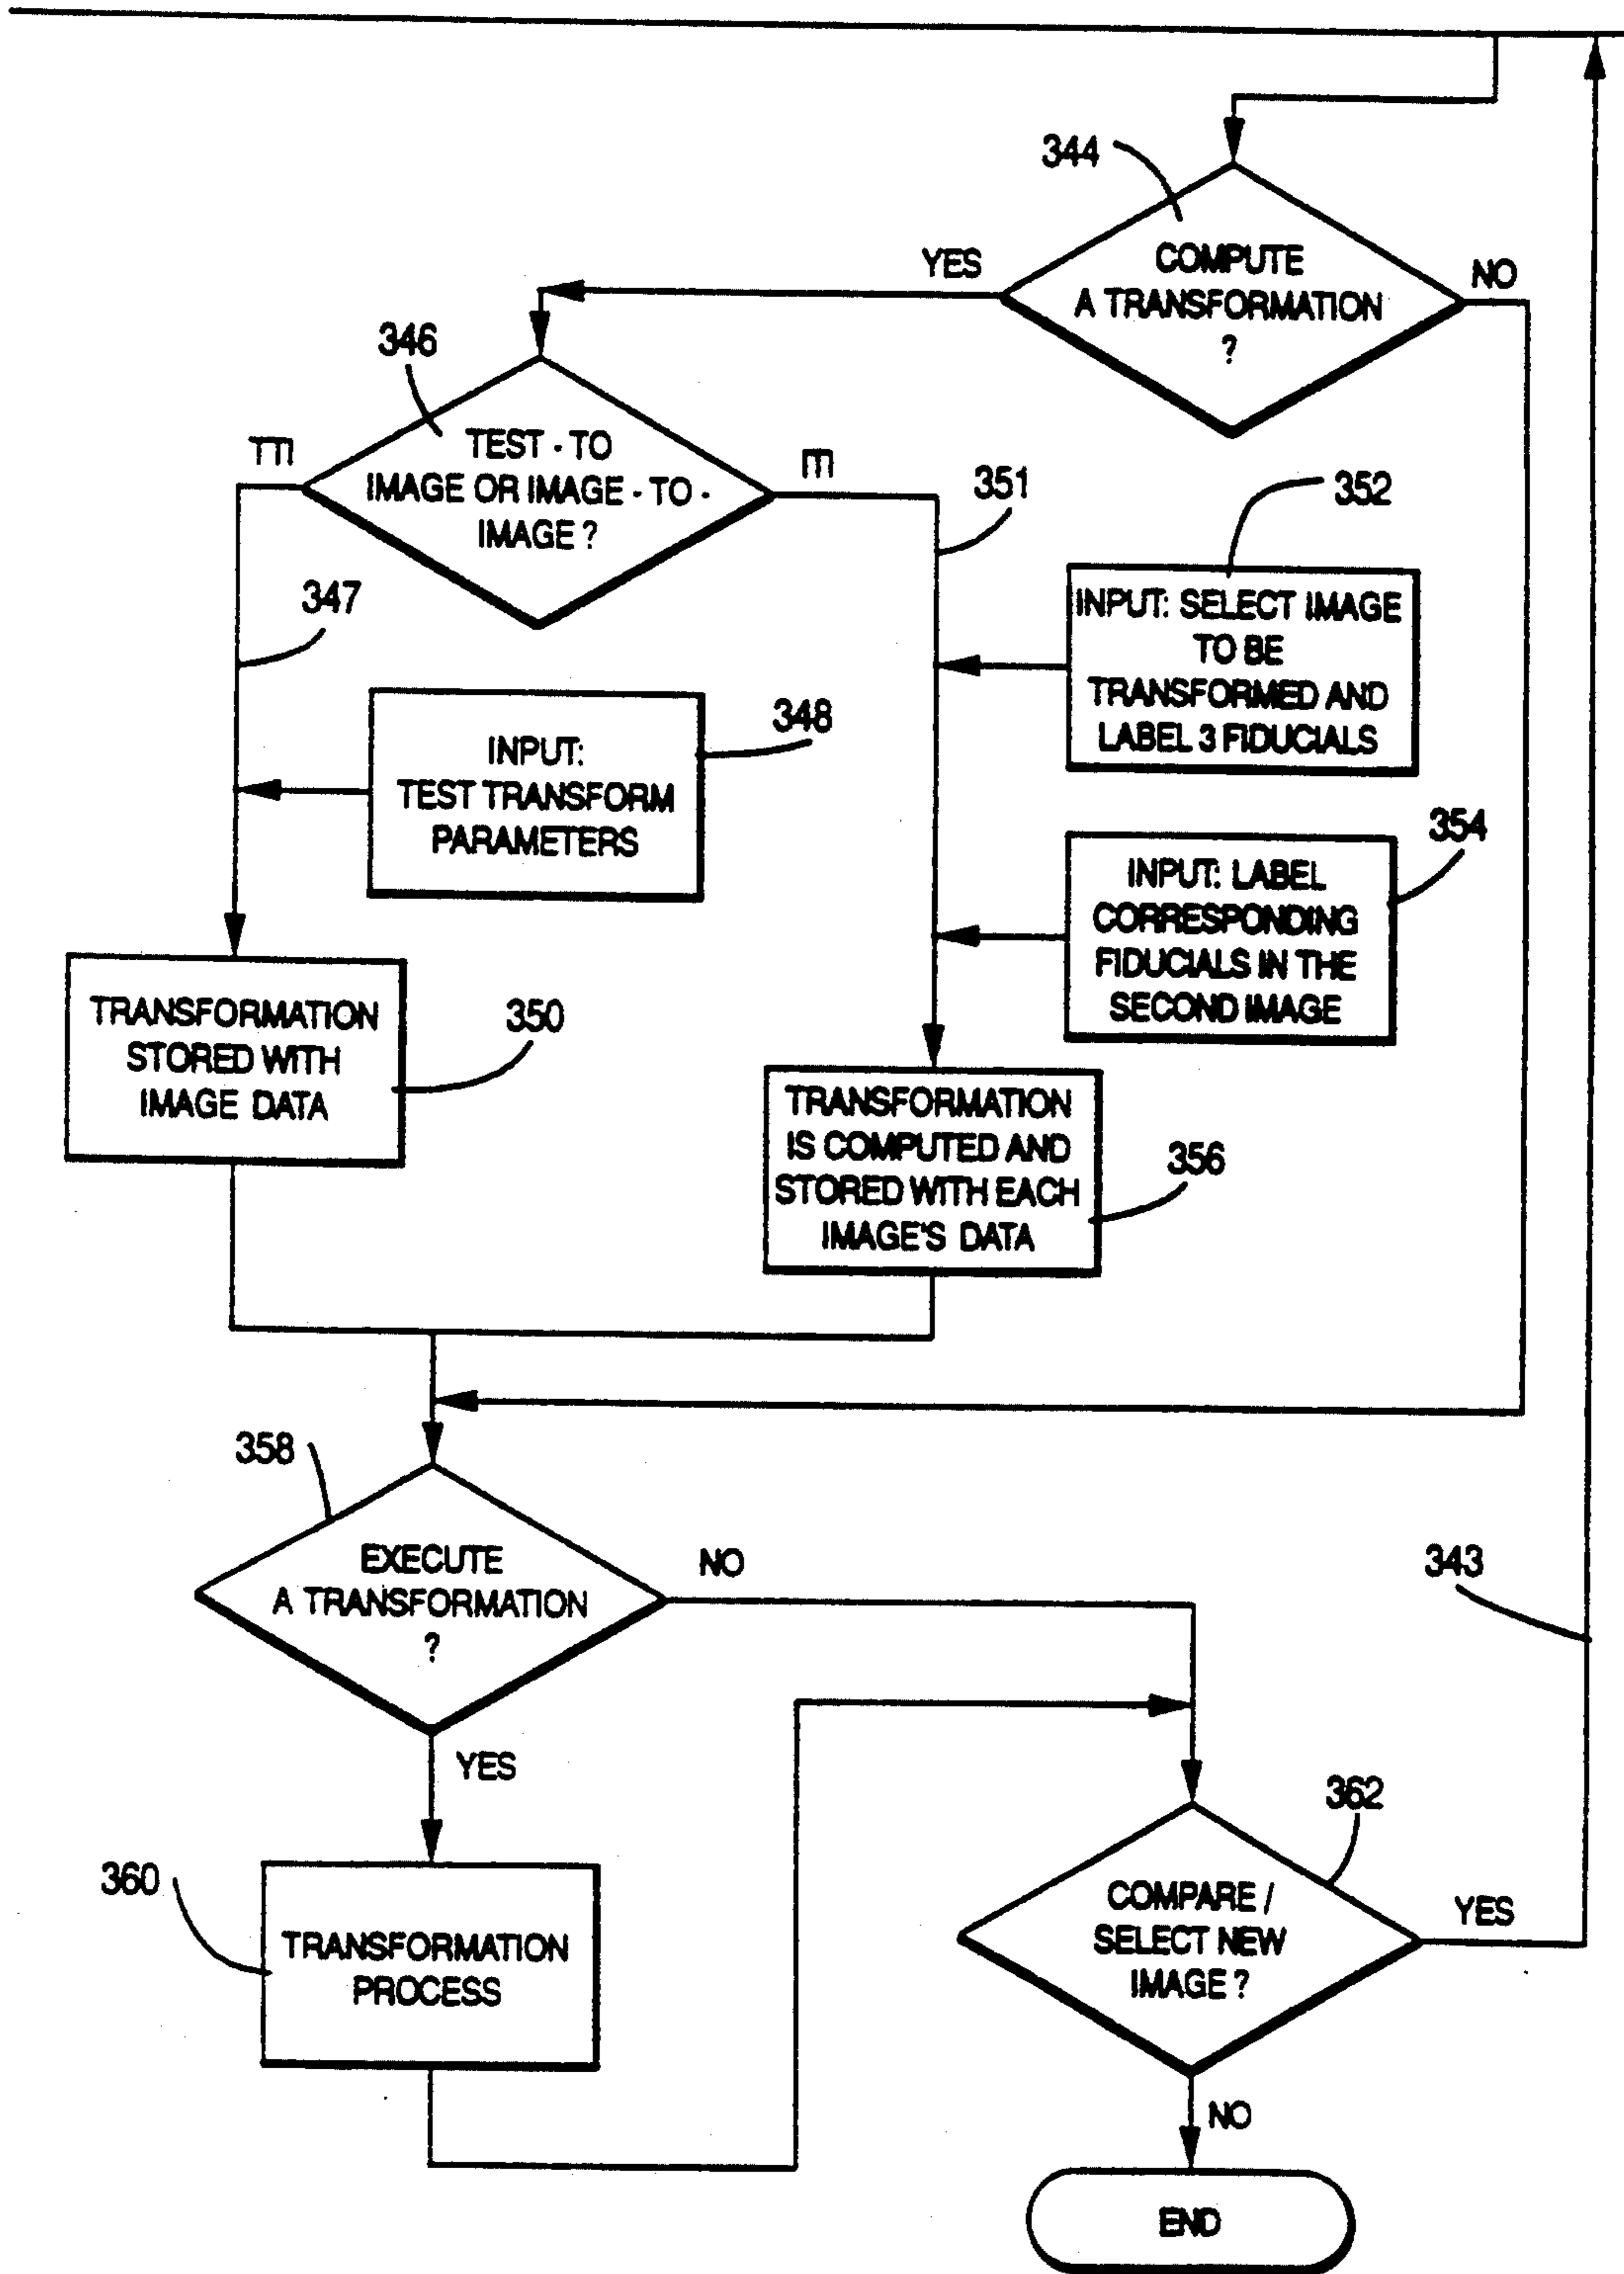 344
COMPUTE
A TRANSFORMATION
?
YES
NO
346
TEST - TO
IMAGE OR IMAGE - TO -
IMAGE ?
TTI
ITI
351
352
INPUT: SELECT IMAGE
TO BE
TRANSFORMED AND
LABEL 3 FIDUCIALS
347
348
INPUT:
TEST TRANSFORM
PARAMETERS
354
INPUT: LABEL
CORRESPONDING
FIDUCIALS IN THE
SECOND IMAGE
TRANSFORMATION
STORED WITH
IMAGE DATA
350
TRANSFORMATION
IS COMPUTED AND
STORED WITH EACH
IMAGE'S DATA
356
358
EXECUTE
A TRANSFORMATION
?
NO
YES
343
360
TRANSFORMATION
PROCESS
362
COMPARE /
SELECT NEW
IMAGE ?
YES
NO
END